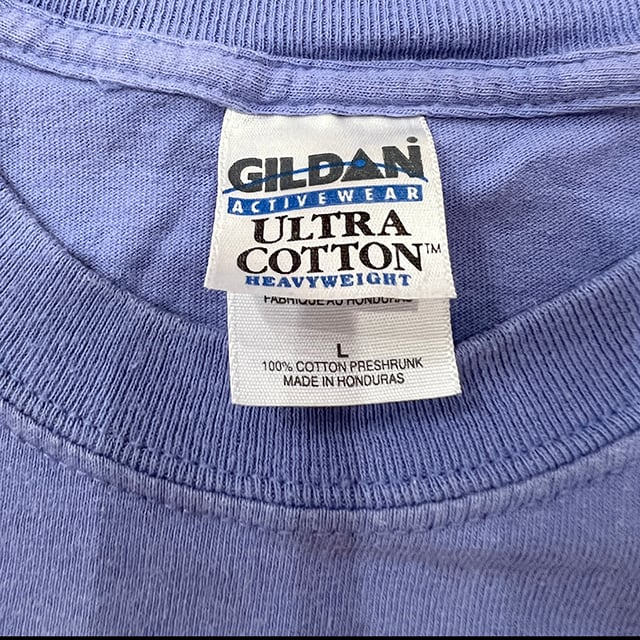 GILDAN
ACTIVEWEAR
ULTRA
COTTON™
HEAVYWEIGHT
FABRIQUE AU HONDURAS
L
100% COTTON PRESHRUNK
MADE IN HONDURAS